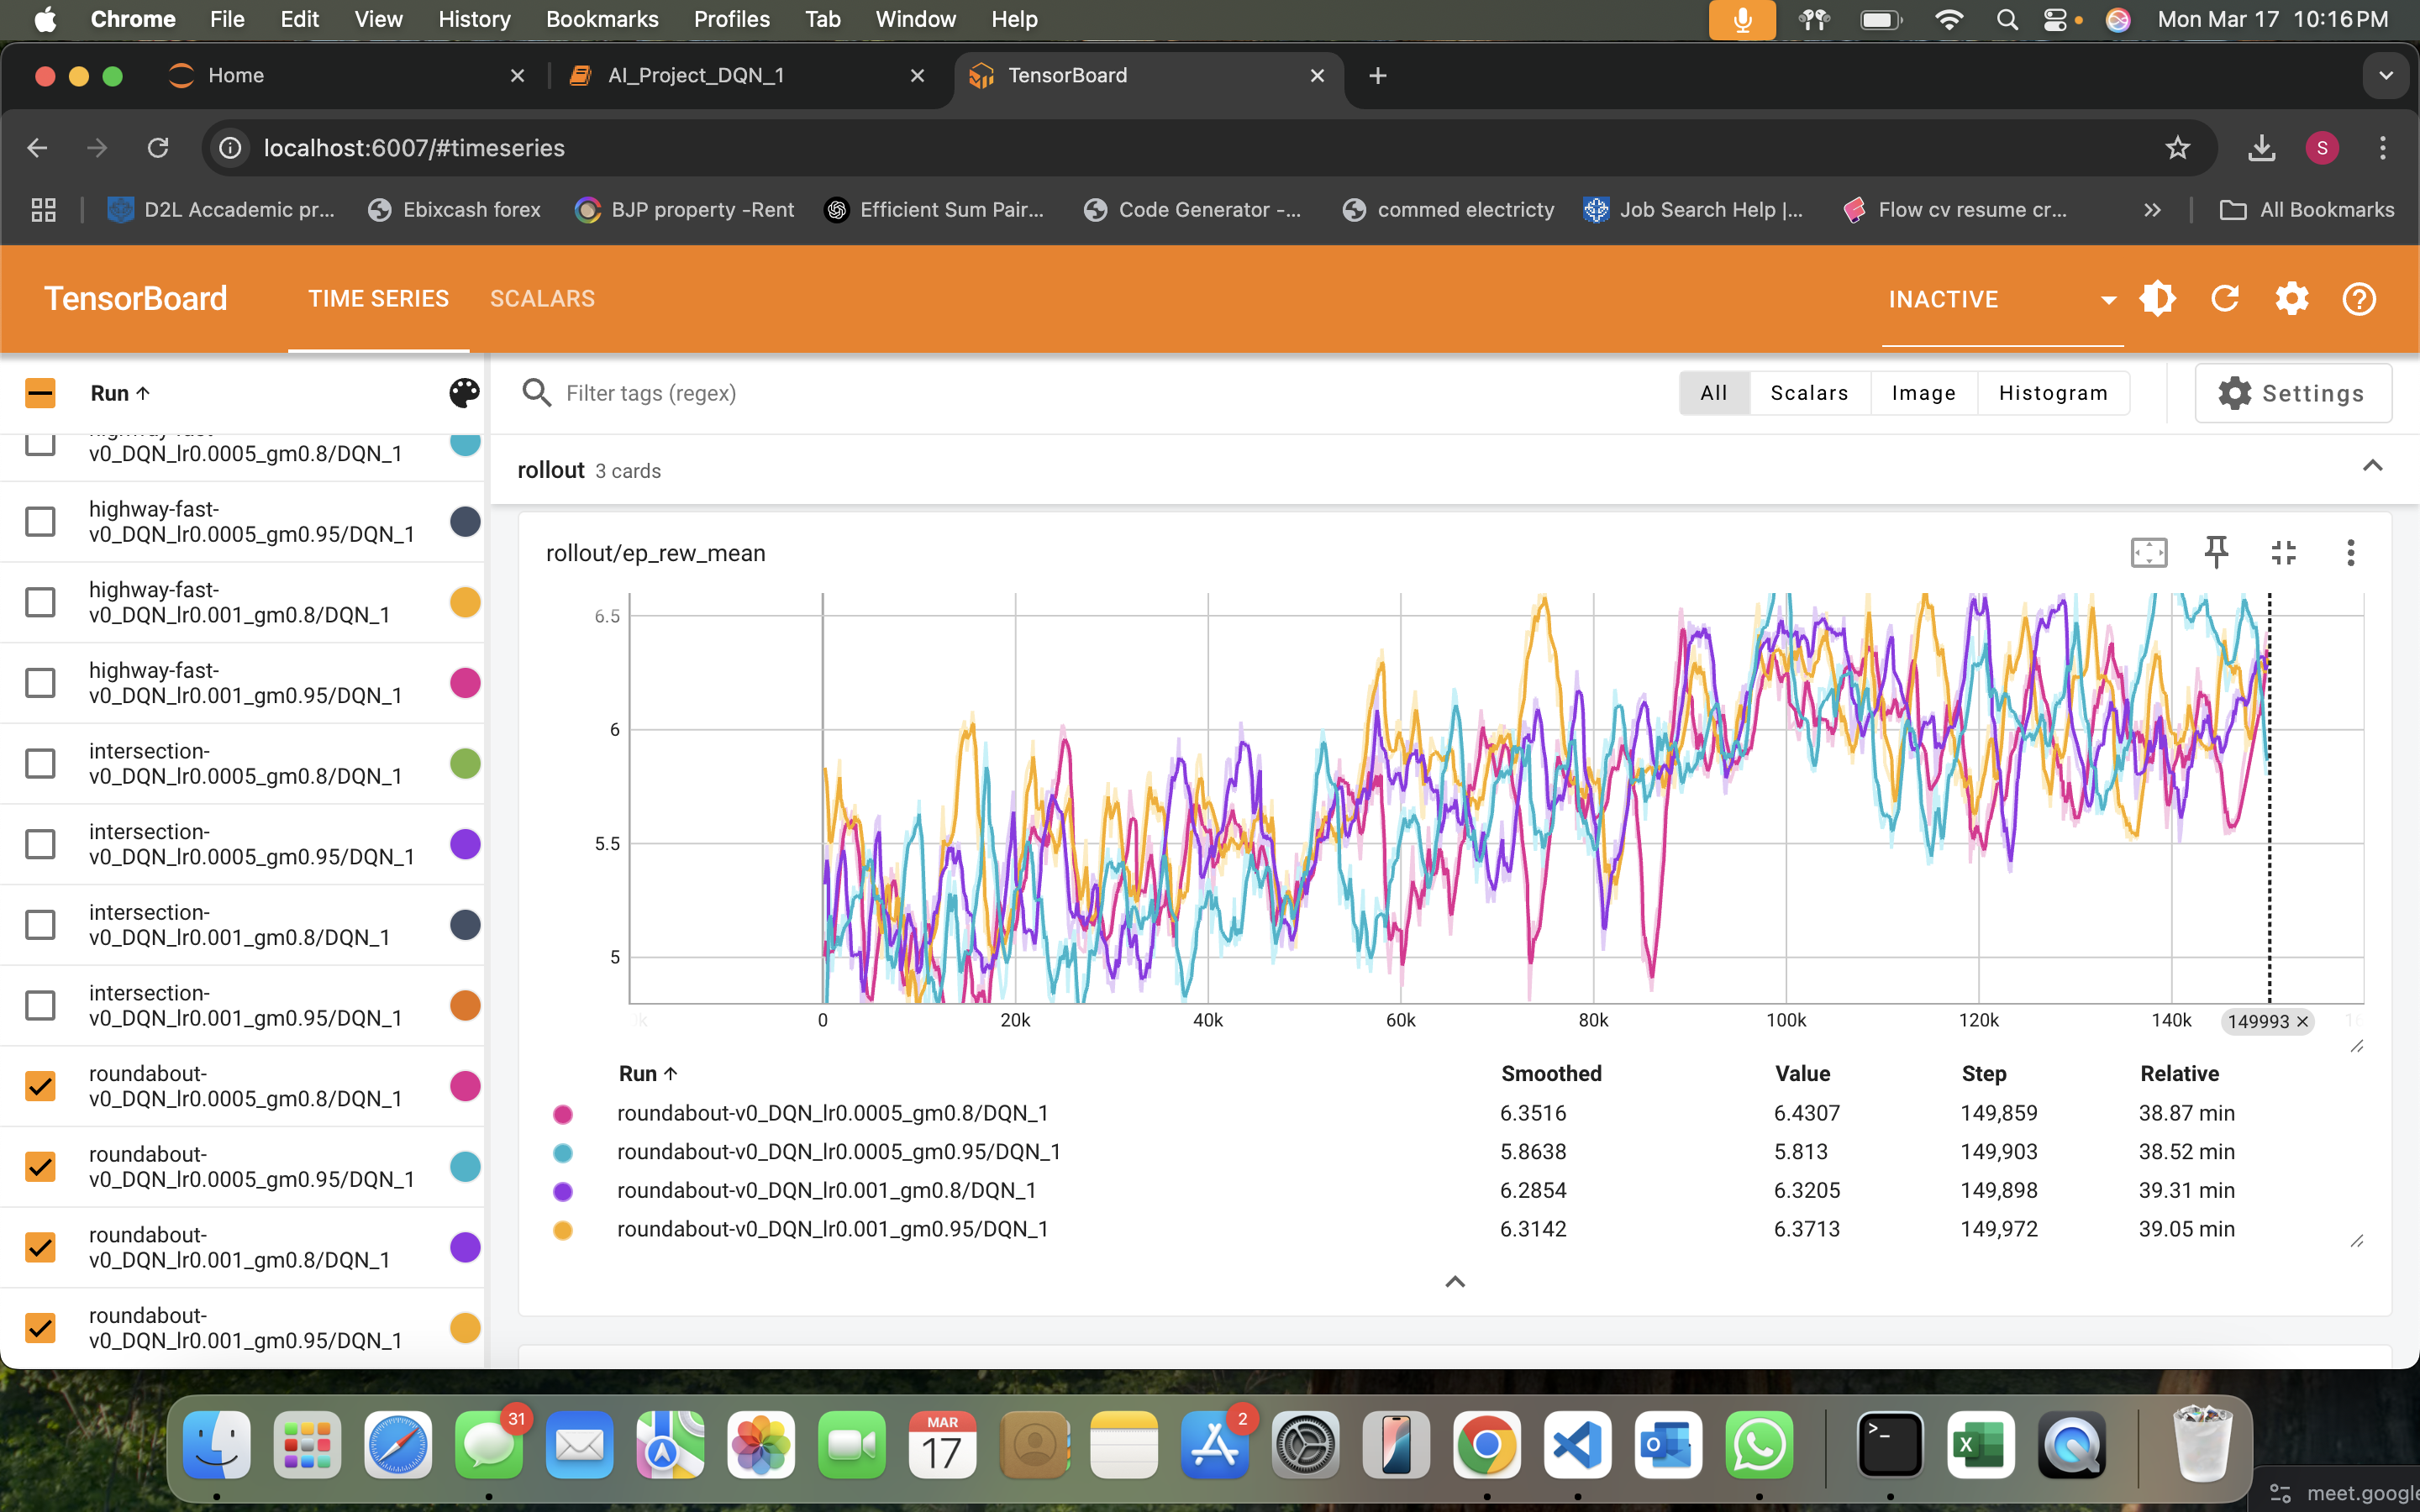 Chrome File Edit View History Bookmarks Profiles Tab Window Help Mon Mar 17 10:16 PM
Home AI_Project_DQN_1 TensorBoard
localhost:6007/#timeseries S
D2L Accademic pr... Ebixcash forex BJP property -Rent Efficient Sum Pair... Code Generator -... commed electricty Job Search Help |... Flow cv resume cr... All Bookmarks
TensorBoard TIME SERIES SCALARS INACTIVE
Run
Filter tags (regex) All Scalars Image Histogram Settings
highway-fast-
v0_DQN_lr0.0005_gm0.8/DQN_1
highway-fast-
v0_DQN_lr0.0005_gm0.95/DQN_1
highway-fast-
v0_DQN_lr0.001_gm0.8/DQN_1
highway-fast-
v0_DQN_lr0.001_gm0.95/DQN_1
intersection-
v0_DQN_lr0.0005_gm0.8/DQN_1
intersection-
v0_DQN_lr0.0005_gm0.95/DQN_1
intersection-
v0_DQN_lr0.001_gm0.8/DQN_1
intersection-
v0_DQN_lr0.001_gm0.95/DQN_1
roundabout-
v0_DQN_lr0.0005_gm0.8/DQN_1
roundabout-
v0_DQN_lr0.0005_gm0.95/DQN_1
roundabout-
v0_DQN_lr0.001_gm0.8/DQN_1
roundabout-
v0_DQN_lr0.001_gm0.95/DQN_1
rollout 3 cards
rollout/ep_rew_mean
6.5
6
5.5
5
0 20k 40k 60k 80k 100k 120k 140k 149993
Run Smoothed Value Step Relative
roundabout-v0_DQN_lr0.0005_gm0.8/DQN_1 6.3516 6.4307 149,859 38.87 min
roundabout-v0_DQN_lr0.0005_gm0.95/DQN_1 5.8638 5.813 149,903 38.52 min
roundabout-v0_DQN_lr0.001_gm0.8/DQN_1 6.2854 6.3205 149,898 39.31 min
roundabout-v0_DQN_lr0.001_gm0.95/DQN_1 6.3142 6.3713 149,972 39.05 min
31 MAR 2
17
meet.google